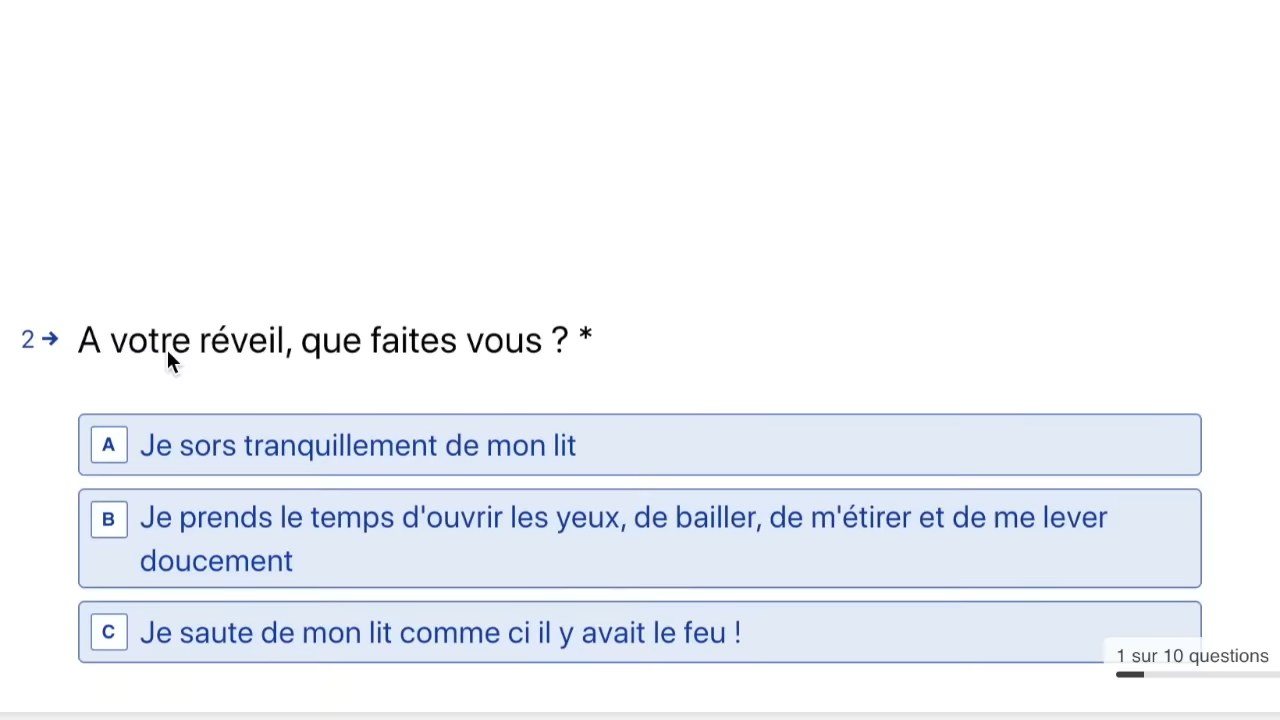 2 → A votre réveil, que faites vous ? *
A Je sors tranquillement de mon lit
B Je prends le temps d'ouvrir les yeux, de bailler, de m'étirer et de me lever
doucement
C Je saute de mon lit comme ci il y avait le feu !
1 sur 10 questions